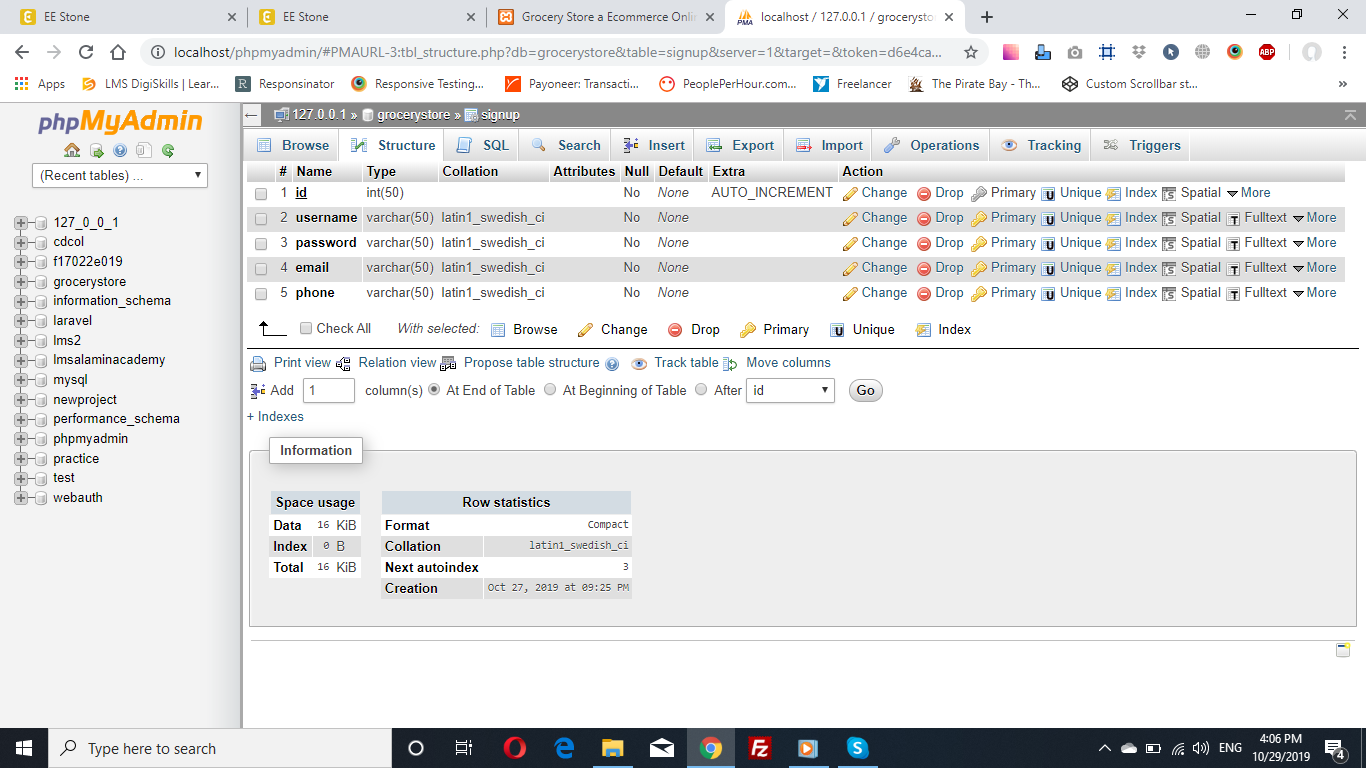 EE Stone
EE Stone
Grocery Store a Ecommerce Onli
localhost / 127.0.0.1 / grocerysto
localhost/phpmyadmin/#PMAURL-3:tbl_structure.php?db=grocerystore&table=signup&server=1&target=&token=d6e4ca...
ABP
Apps
LMS DigiSkills | Lear...
R Responsinator
Responsive Testing...
Payoneer: Transacti...
PeoplePerHour.com...
Freelancer
The Pirate Bay - Th...
Custom Scrollbar st...
»
phpMyAdmin
(Recent tables) ...
127_0_0_1
cdcol
f17022e019
grocerystore
information_schema
laravel
lms2
lmsalaminacademy
mysql
newproject
performance_schema
phpmyadmin
practice
test
webauth
127.0.0.1 » grocerystore » signup
Browse Structure SQL Search Insert Export Import Operations Tracking Triggers
# Name Type Collation Attributes Null Default Extra Action
1 id int(50) No None AUTO_INCREMENT Change Drop Primary Unique Index Spatial More
2 username varchar(50) latin1_swedish_ci No None Change Drop Primary Unique Index Spatial Fulltext More
3 password varchar(50) latin1_swedish_ci No None Change Drop Primary Unique Index Spatial Fulltext More
4 email varchar(50) latin1_swedish_ci No None Change Drop Primary Unique Index Spatial Fulltext More
5 phone varchar(50) latin1_swedish_ci No None Change Drop Primary Unique Index Spatial Fulltext More
Check All With selected: Browse Change Drop Primary Unique Index
Print view Relation view Propose table structure Track table Move columns
Add 1 column(s) At End of Table At Beginning of Table After id Go
+ Indexes
Information
Space usage
Data 16 KiB
Index 0 B
Total 16 KiB
Row statistics
Format Compact
Collation latin1_swedish_ci
Next autoindex 3
Creation Oct 27, 2019 at 09:25 PM
Type here to search
ENG
4:06 PM
10/29/2019
4